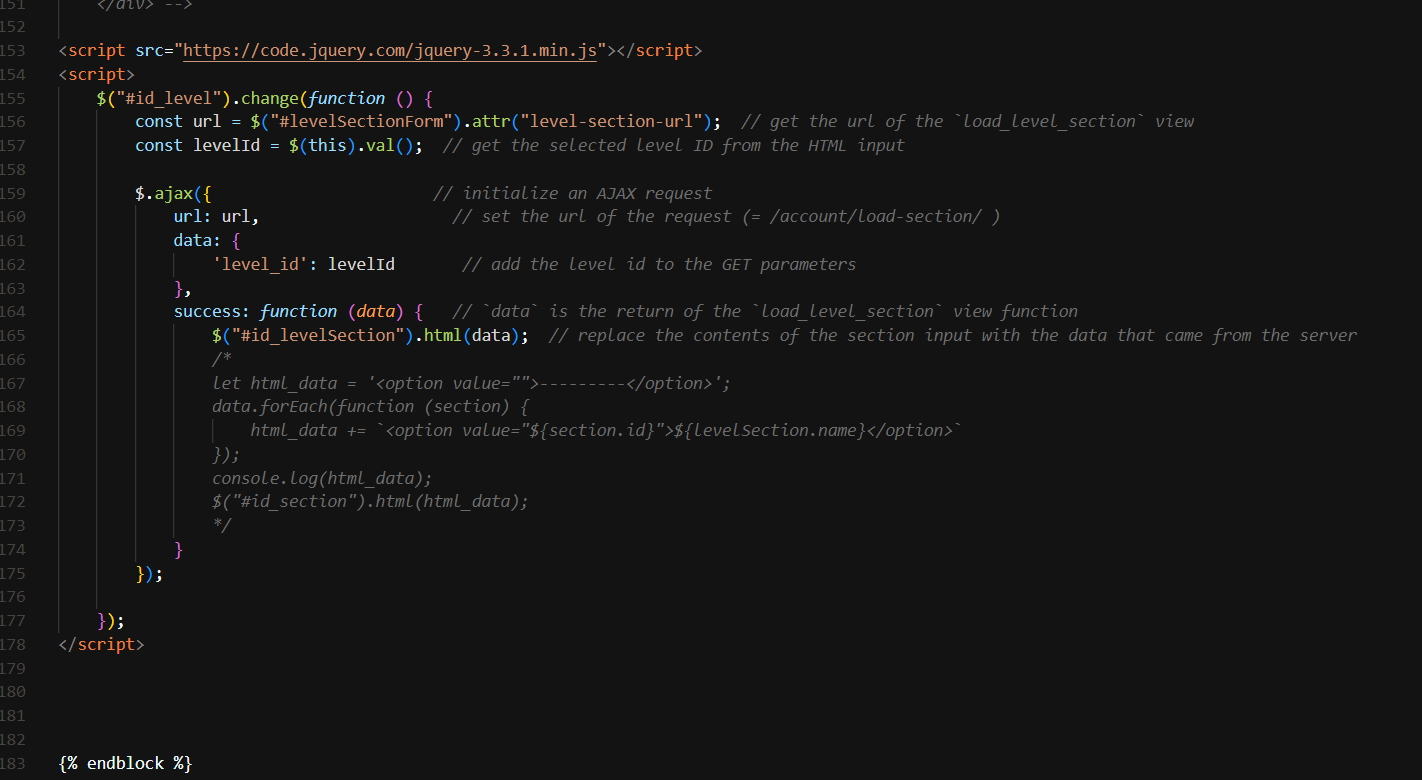 151         </div> -->
152
153     <script src="https://code.jquery.com/jquery-3.3.1.min.js"></script>
154     <script>
155         $("#id_level").change(function () {
156             const url = $("#levelSectionForm").attr("level-section-url");  // get the url of the `load_level_section` view
157             const levelId = $(this).val();  // get the selected level ID from the HTML input
158
159             $.ajax({                       // initialize an AJAX request
160                 url: url,                    // set the url of the request (= /account/load-section/ )
161                 data: {
162                     'level_id': levelId       // add the level id to the GET parameters
163                 },
164                 success: function (data) {   // `data` is the return of the `load_level_section` view function
165                     $("#id_levelSection").html(data);  // replace the contents of the section input with the data that came from the server
166                     /*
167                     let html_data = '<option value="">---------</option>';
168                     data.forEach(function (section) {
169                         html_data += `<option value="${section.id}">${levelSection.name}</option>`
170                     });
171                     console.log(html_data);
172                     $("#id_section").html(html_data);
173                     */
174                 }
175             });
176
177         });
178     </script>
179
180
181
182
183     {% endblock %}